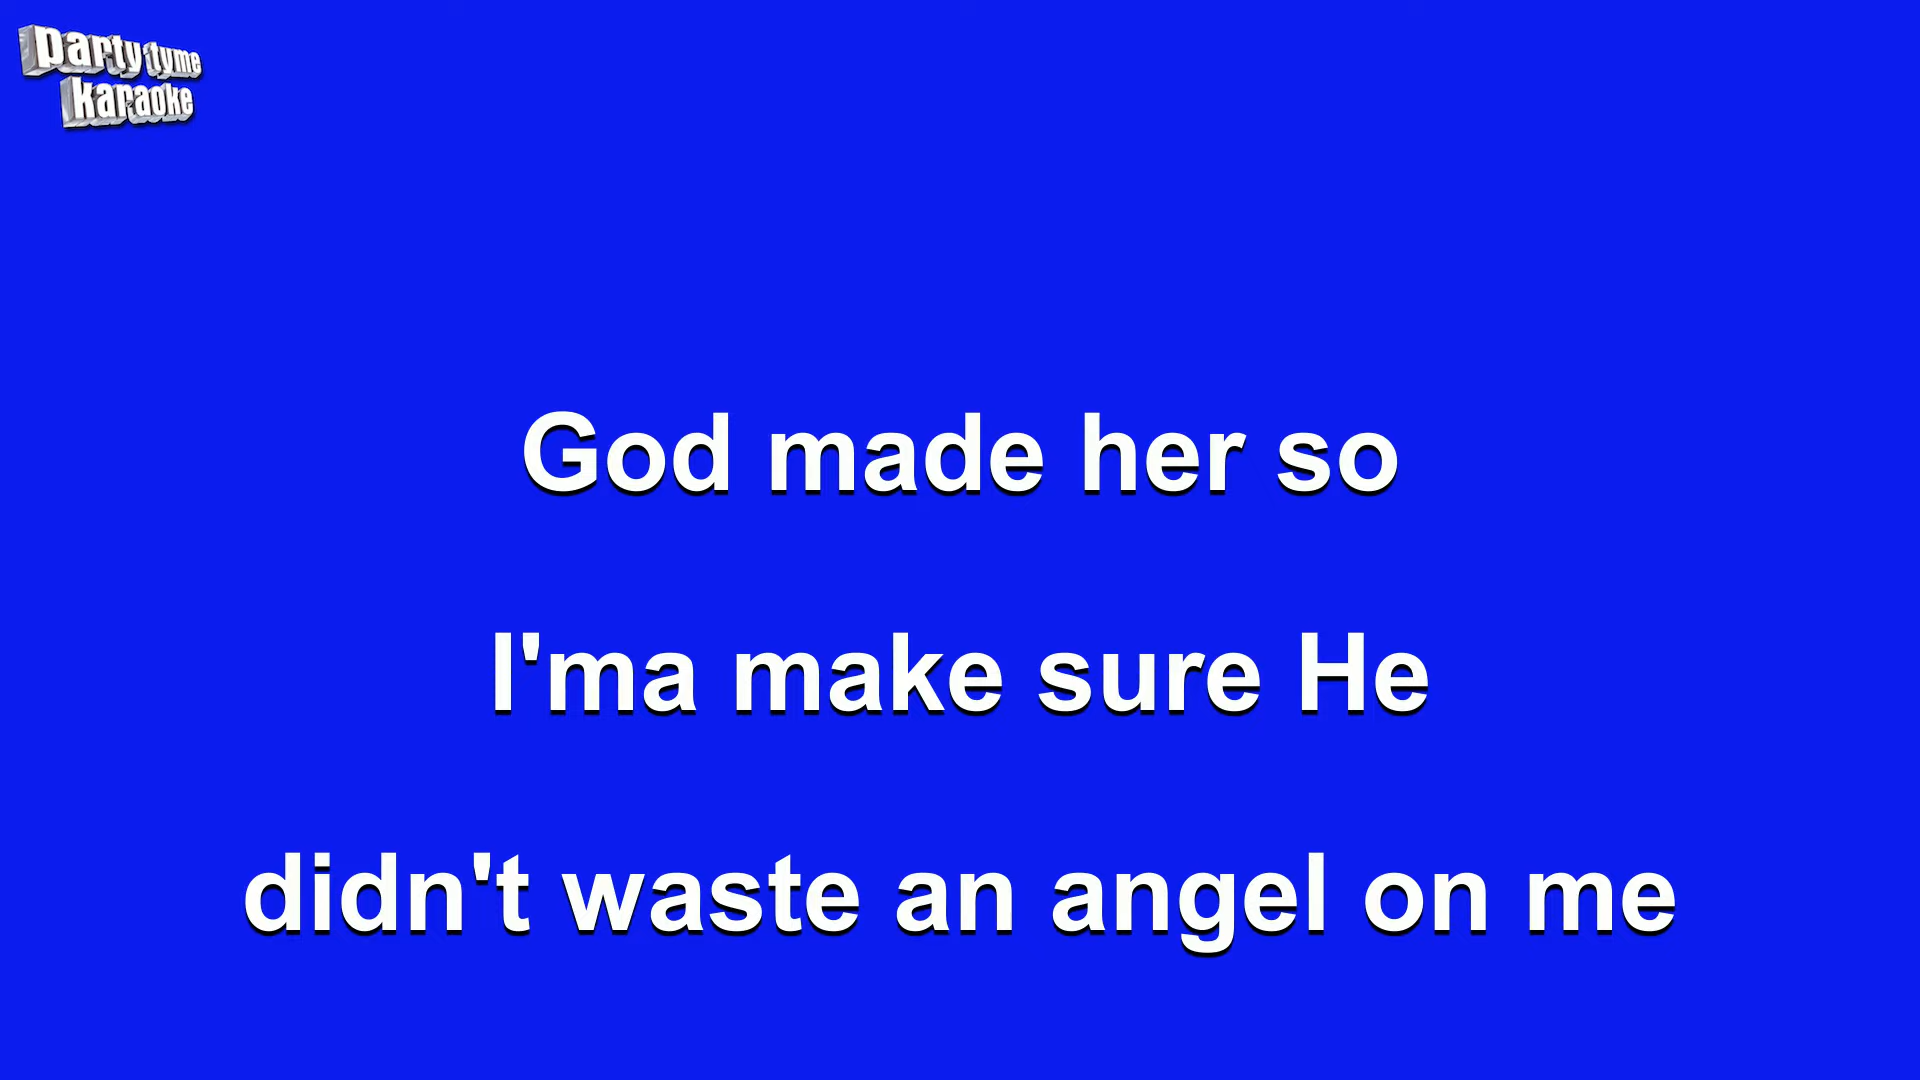 party tyme
karaoke
God made her so
I'ma make sure He
didn't waste an angel on me